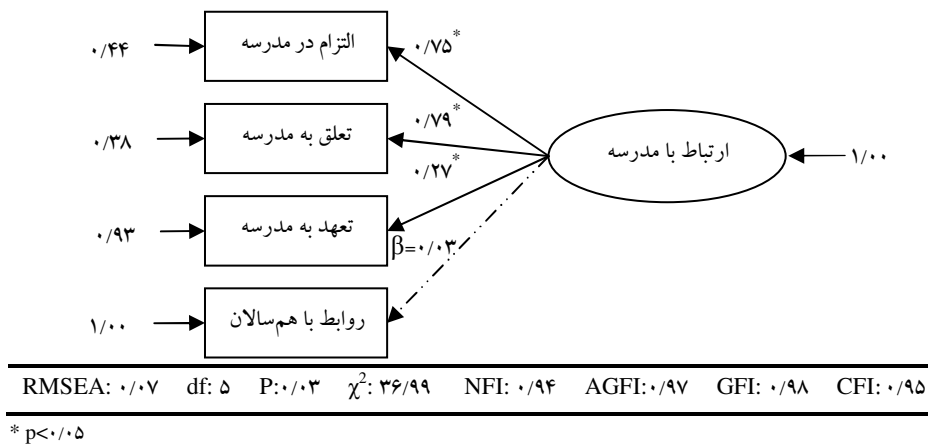 التزام در مدرسه
۰/۴۴
۰/۷۵*
تعلق به مدرسه
۰/۳۸
۰/۷۹*
ارتباط با مدرسه
۱/۰۰
۰/۲۷*
تعهد به مدرسه
۰/۹۳
β=۰/۰۳
روابط با هم‌سالان
۱/۰۰
RMSEA: ۰/۰۷ df: ۵ P:۰/۰۳ χ²: ۳۶/۹۹ NFI: ۰/۹۴ AGFI:۰/۹۷ GFI: ۰/۹۸ CFI: ۰/۹۵
* p<۰/۰۵